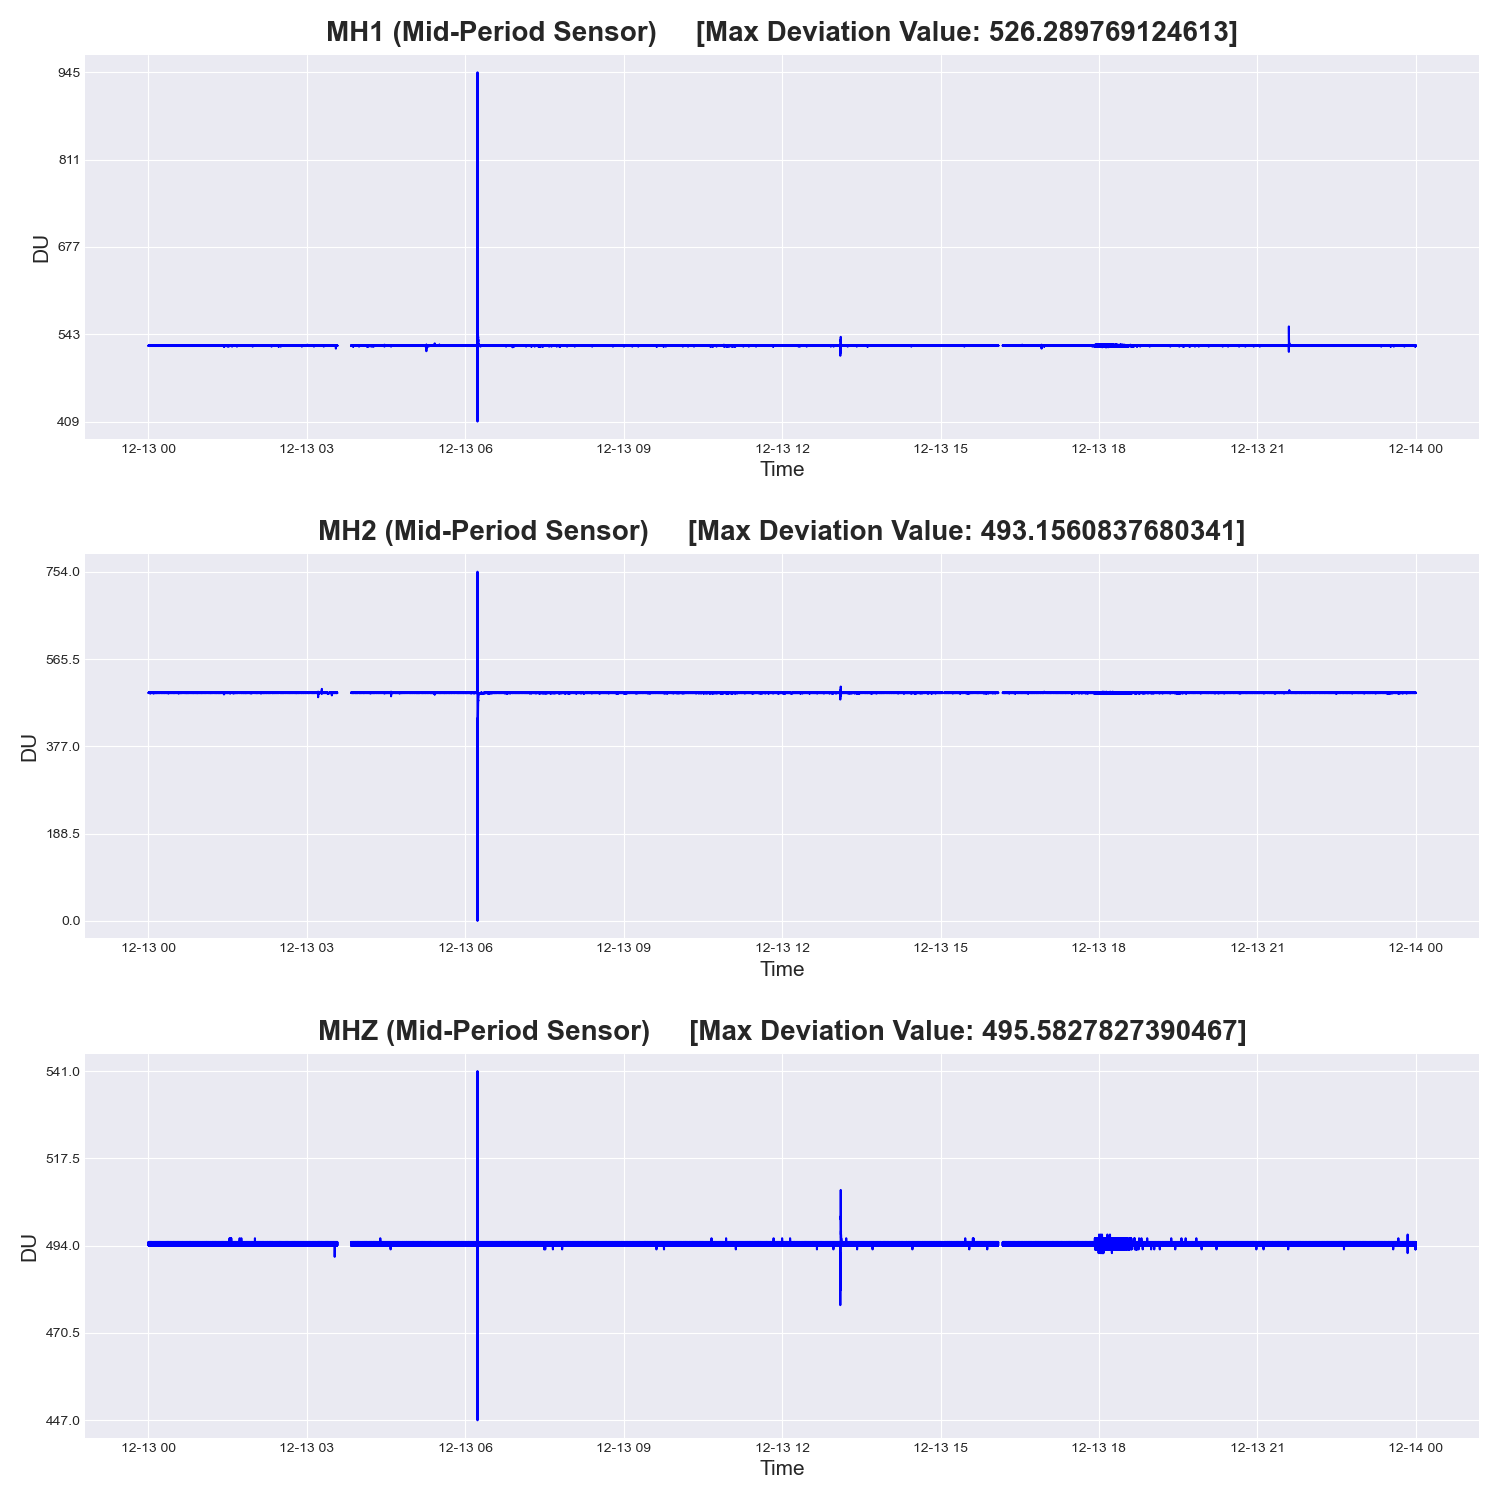 MH1 (Mid-Period Sensor) [Max Deviation Value: 526.289769124613]
945
811
677
543
409
DU
12-13 00 12-13 03 12-13 06 12-13 09 12-13 12 12-13 15 12-13 18 12-13 21 12-14 00
Time
MH2 (Mid-Period Sensor) [Max Deviation Value: 493.1560837680341]
754.0
565.5
377.0
188.5
0.0
DU
12-13 00 12-13 03 12-13 06 12-13 09 12-13 12 12-13 15 12-13 18 12-13 21 12-14 00
Time
MHZ (Mid-Period Sensor) [Max Deviation Value: 495.5827827390467]
541.0
517.5
494.0
470.5
447.0
DU
12-13 00 12-13 03 12-13 06 12-13 09 12-13 12 12-13 15 12-13 18 12-13 21 12-14 00
Time